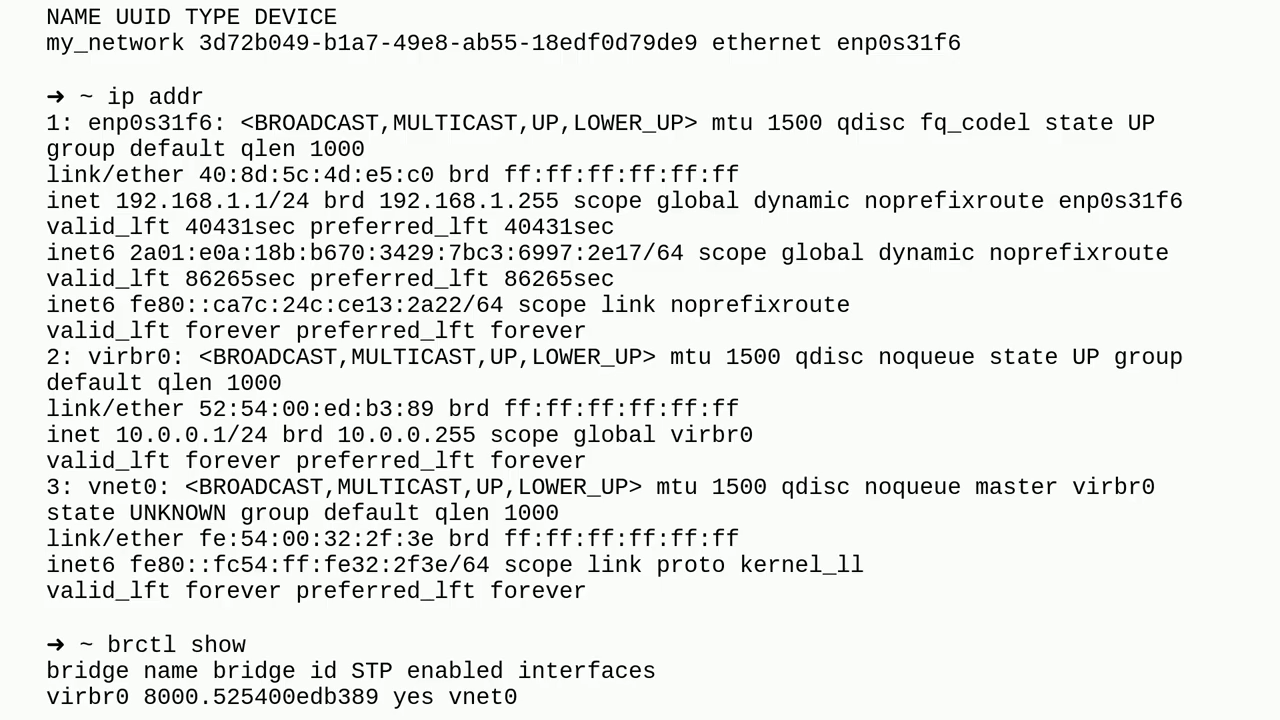 NAME UUID TYPE DEVICE
my_network 3d72b049-b1a7-49e8-ab55-18edf0d79de9 ethernet enp0s31f6
➜ ~ ip addr
1: enp0s31f6: <BROADCAST,MULTICAST,UP,LOWER_UP> mtu 1500 qdisc fq_codel state UP
group default qlen 1000
link/ether 40:8d:5c:4d:e5:c0 brd ff:ff:ff:ff:ff:ff
inet 192.168.1.1/24 brd 192.168.1.255 scope global dynamic noprefixroute enp0s31f6
valid_lft 40431sec preferred_lft 40431sec
inet6 2a01:e0a:18b:b670:3429:7bc3:6997:2e17/64 scope global dynamic noprefixroute
valid_lft 86265sec preferred_lft 86265sec
inet6 fe80::ca7c:24c:ce13:2a22/64 scope link noprefixroute
valid_lft forever preferred_lft forever
2: virbr0: <BROADCAST,MULTICAST,UP,LOWER_UP> mtu 1500 qdisc noqueue state UP group
default qlen 1000
link/ether 52:54:00:ed:b3:89 brd ff:ff:ff:ff:ff:ff
inet 10.0.0.1/24 brd 10.0.0.255 scope global virbr0
valid_lft forever preferred_lft forever
3: vnet0: <BROADCAST,MULTICAST,UP,LOWER_UP> mtu 1500 qdisc noqueue master virbr0
state UNKNOWN group default qlen 1000
link/ether fe:54:00:32:2f:3e brd ff:ff:ff:ff:ff:ff
inet6 fe80::fc54:ff:fe32:2f3e/64 scope link proto kernel_ll
valid_lft forever preferred_lft forever
➜ ~ brctl show
bridge name bridge id STP enabled interfaces
virbr0 8000.525400edb389 yes vnet0